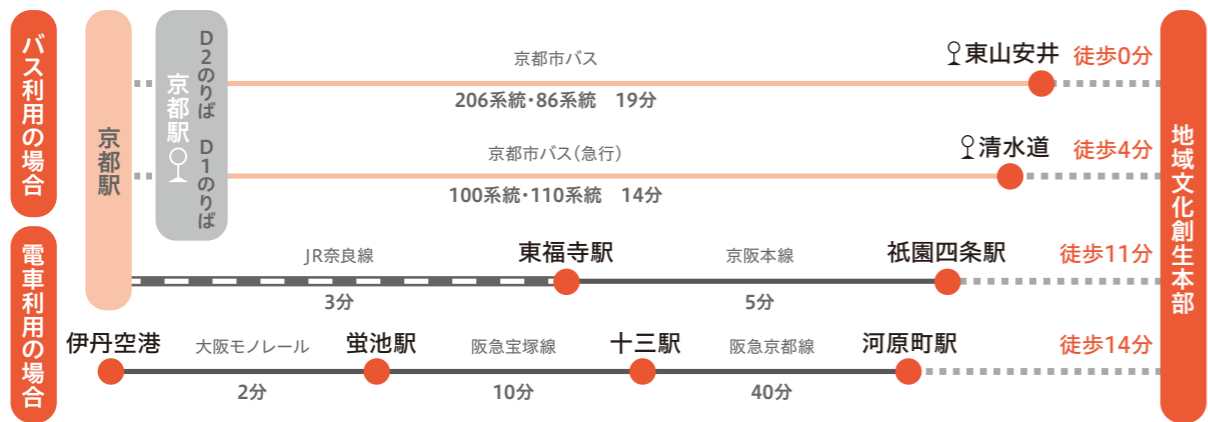 バス利用の場合
京都駅
京都駅
D2のりば
D1のりば
京都市バス
206系統・86系統 19分
東山安井
徒歩0分
京都市バス（急行）
100系統・110系統 14分
清水道
徒歩4分
電車利用の場合
JR奈良線
3分
東福寺駅
京阪本線
5分
祇園四条駅
徒歩11分
伊丹空港
大阪モノレール
2分
蛍池駅
阪急宝塚線
10分
十三駅
阪急京都線
40分
河原町駅
徒歩14分
地域文化創生本部